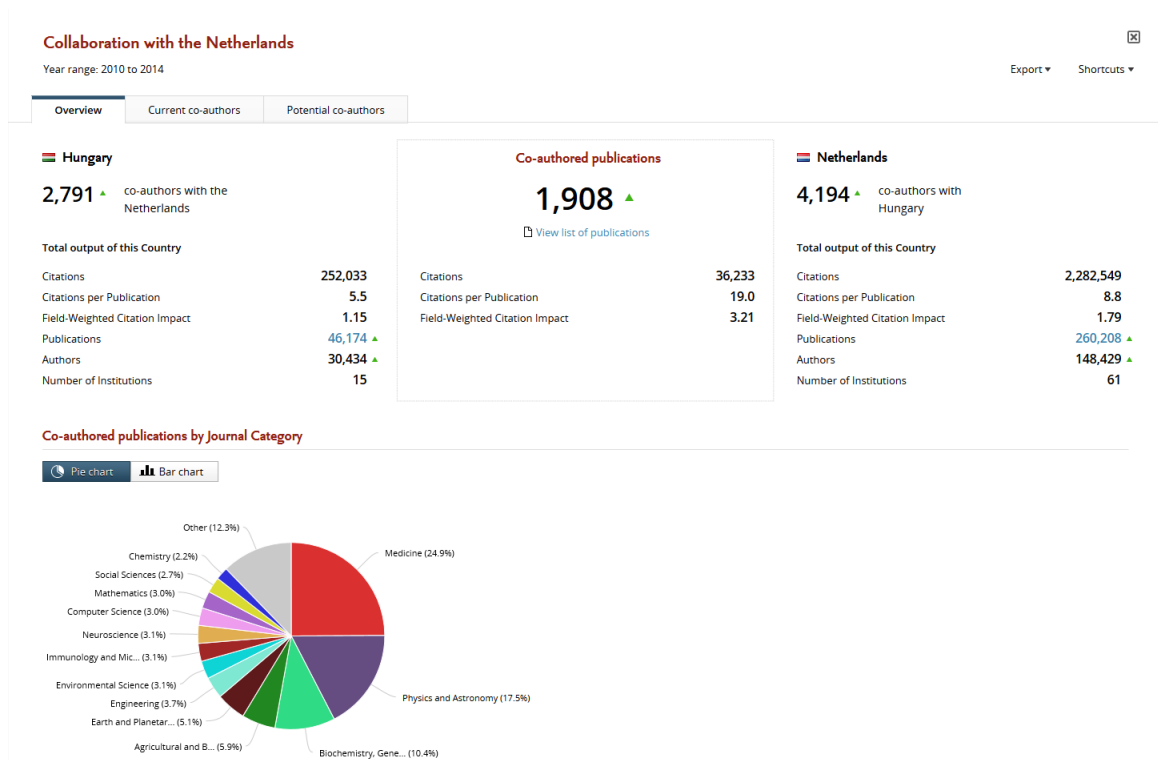 Collaboration with the Netherlands
Year range: 2010 to 2014
Export
Shortcuts
Overview
Current co-authors
Potential co-authors
Hungary
2,791 co-authors with the
Netherlands
Total output of this Country
Citations 252,033
Citations per Publication 5.5
Field-Weighted Citation Impact 1.15
Publications 46,174
Authors 30,434
Number of Institutions 15
Co-authored publications
1,908
View list of publications
Citations 36,233
Citations per Publication 19.0
Field-Weighted Citation Impact 3.21
Netherlands
4,194 co-authors with
Hungary
Total output of this Country
Citations 2,282,549
Citations per Publication 8.8
Field-Weighted Citation Impact 1.79
Publications 260,208
Authors 148,429
Number of Institutions 61
Co-authored publications by Journal Category
Pie chart
Bar chart
Other (12.3%)
Chemistry (2.2%)
Social Sciences (2.7%)
Mathematics (3.0%)
Computer Science (3.0%)
Neuroscience (3.1%)
Immunology and Mic... (3.1%)
Environmental Science (3.1%)
Engineering (3.7%)
Earth and Planetar... (5.1%)
Agricultural and B... (5.9%)
Medicine (24.9%)
Physics and Astronomy (17.5%)
Biochemistry, Gene... (10.4%)